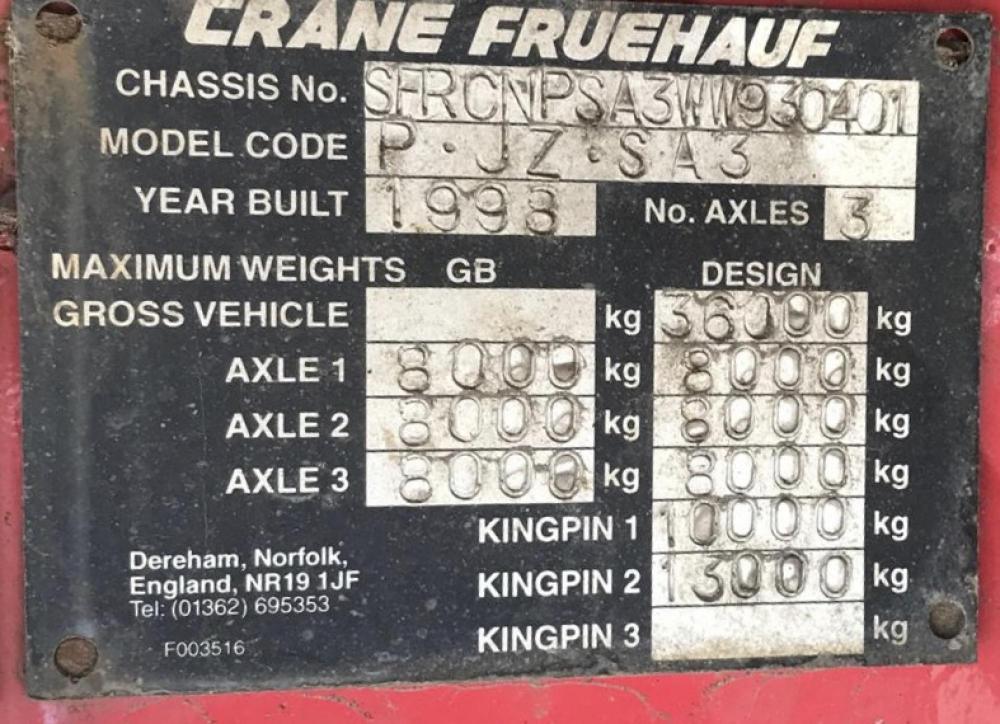 CRANE FRUEHAUF
CHASSIS No. SFRCNPSA3WW930401
MODEL CODE P.JZ.SA3
YEAR BUILT 1998 No. AXLES 3
MAXIMUM WEIGHTS GB DESIGN
GROSS VEHICLE kg 36000 kg
AXLE 1 8000 kg 8000 kg
AXLE 2 8000 kg 8000 kg
AXLE 3 8000 kg 8000 kg
KINGPIN 1 10000 kg
KINGPIN 2 13000 kg
KINGPIN 3 kg
Dereham, Norfolk,
England, NR19 1JF
Tel: (01362) 695353
F003516